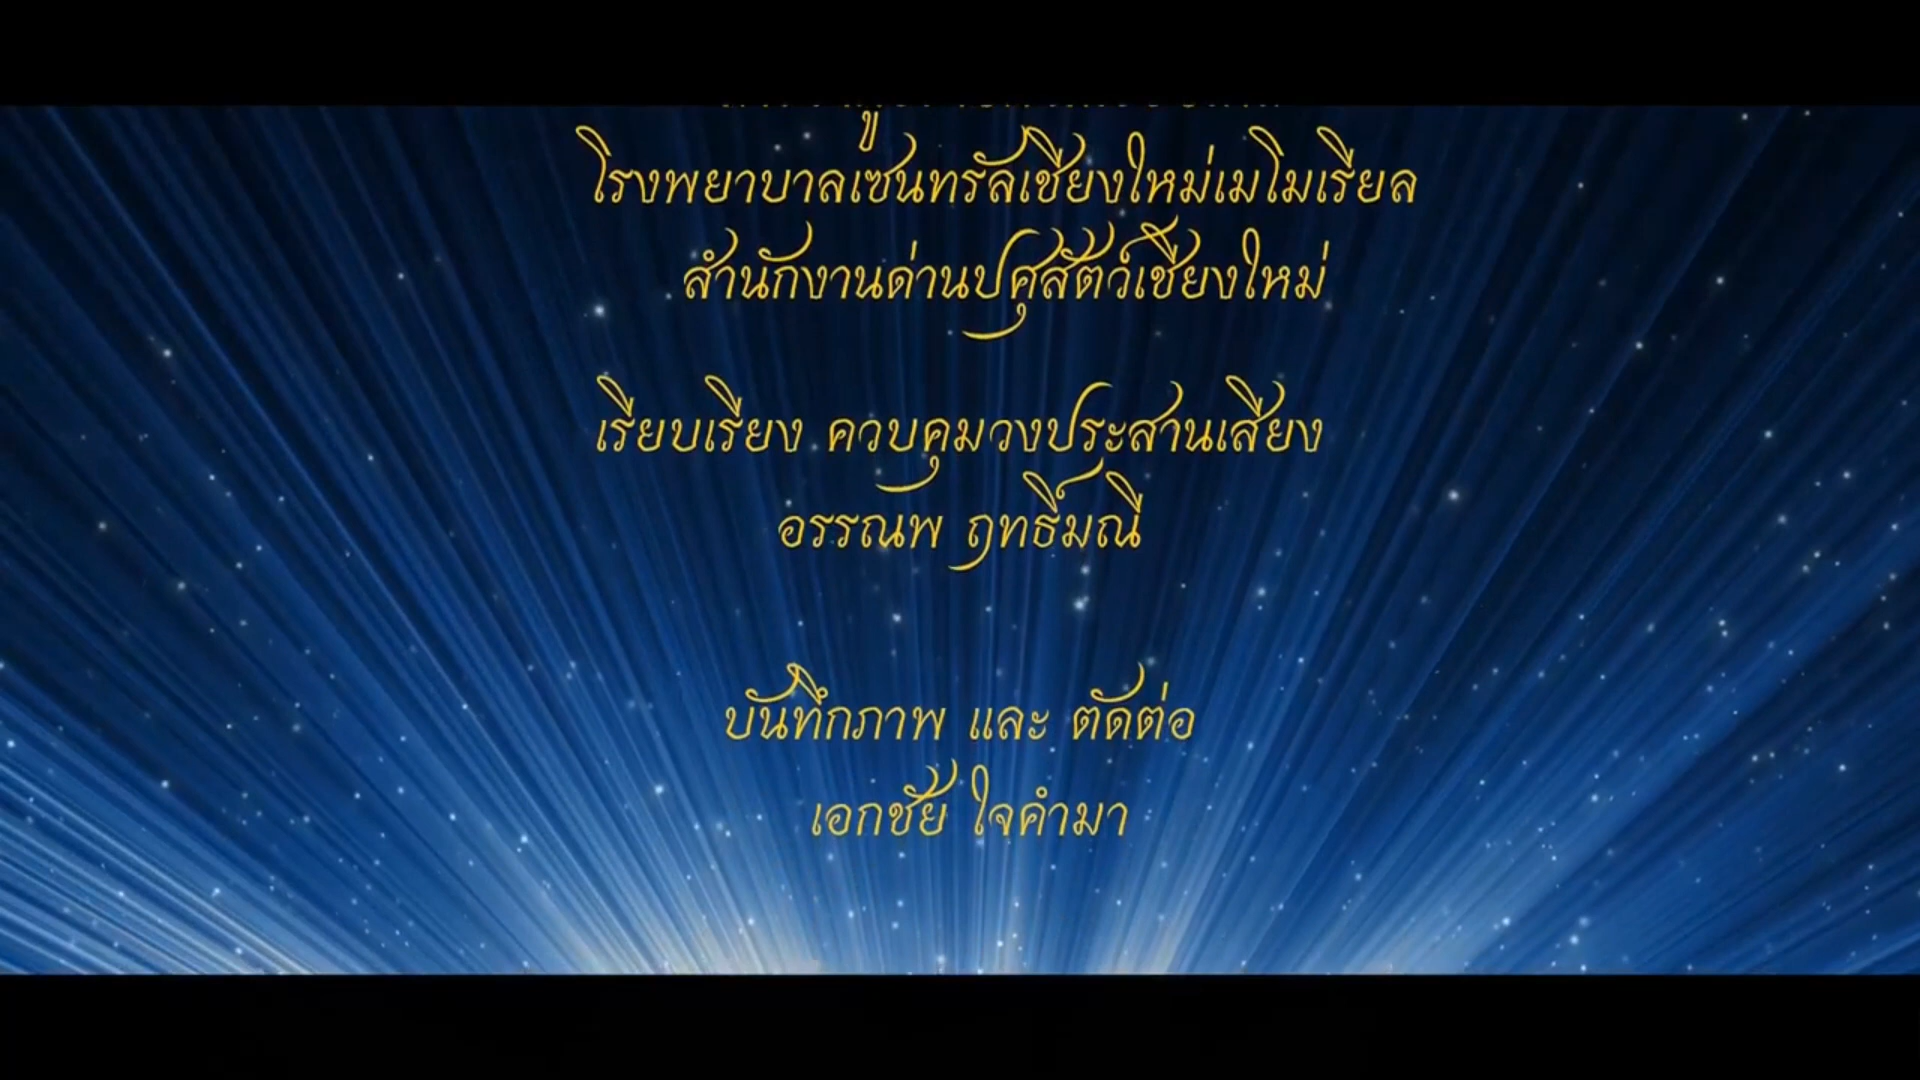 โรงพยาบาลเซนทรัลเชียงใหม่เมโมเรียล
สำนักงานด่านปศุสัตว์เชียงใหม่
เรียบเรียง ควบคุมวงประสานเสียง
อรรณพ ฤทธิ์มณี
บันทึกภาพ และ ตัดต่อ
เอกชัย ใจคำมา